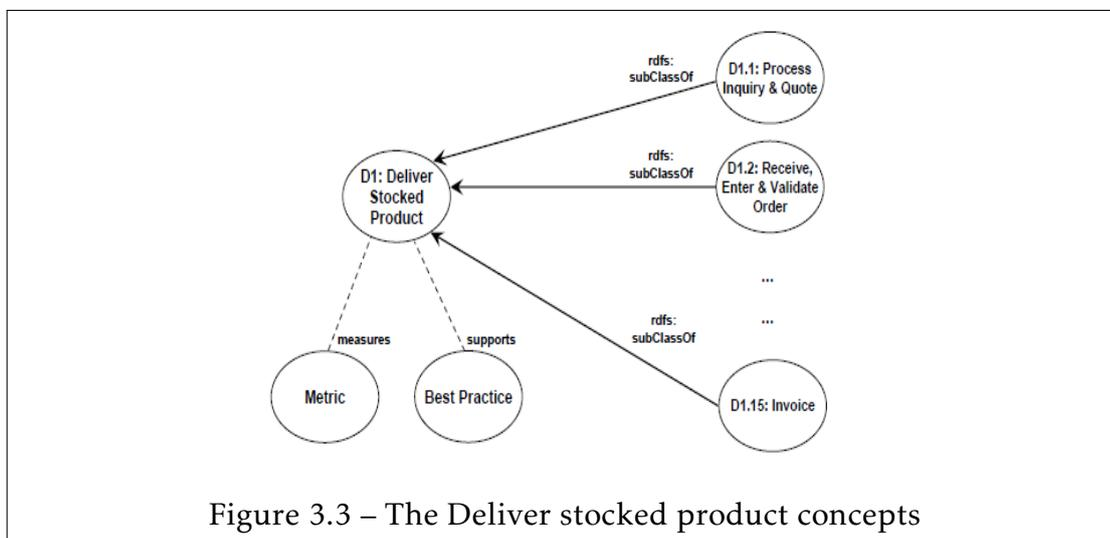 rdfs:
subClassOf
D1.1: Process
Inquiry & Quote
rdfs:
subClassOf
D1.2: Receive,
Enter & Validate
Order
D1: Deliver
Stocked
Product
...
...
rdfs:
subClassOf
measures
supports
Metric
Best Practice
D1.15: Invoice
Figure 3.3 – The Deliver stocked product concepts